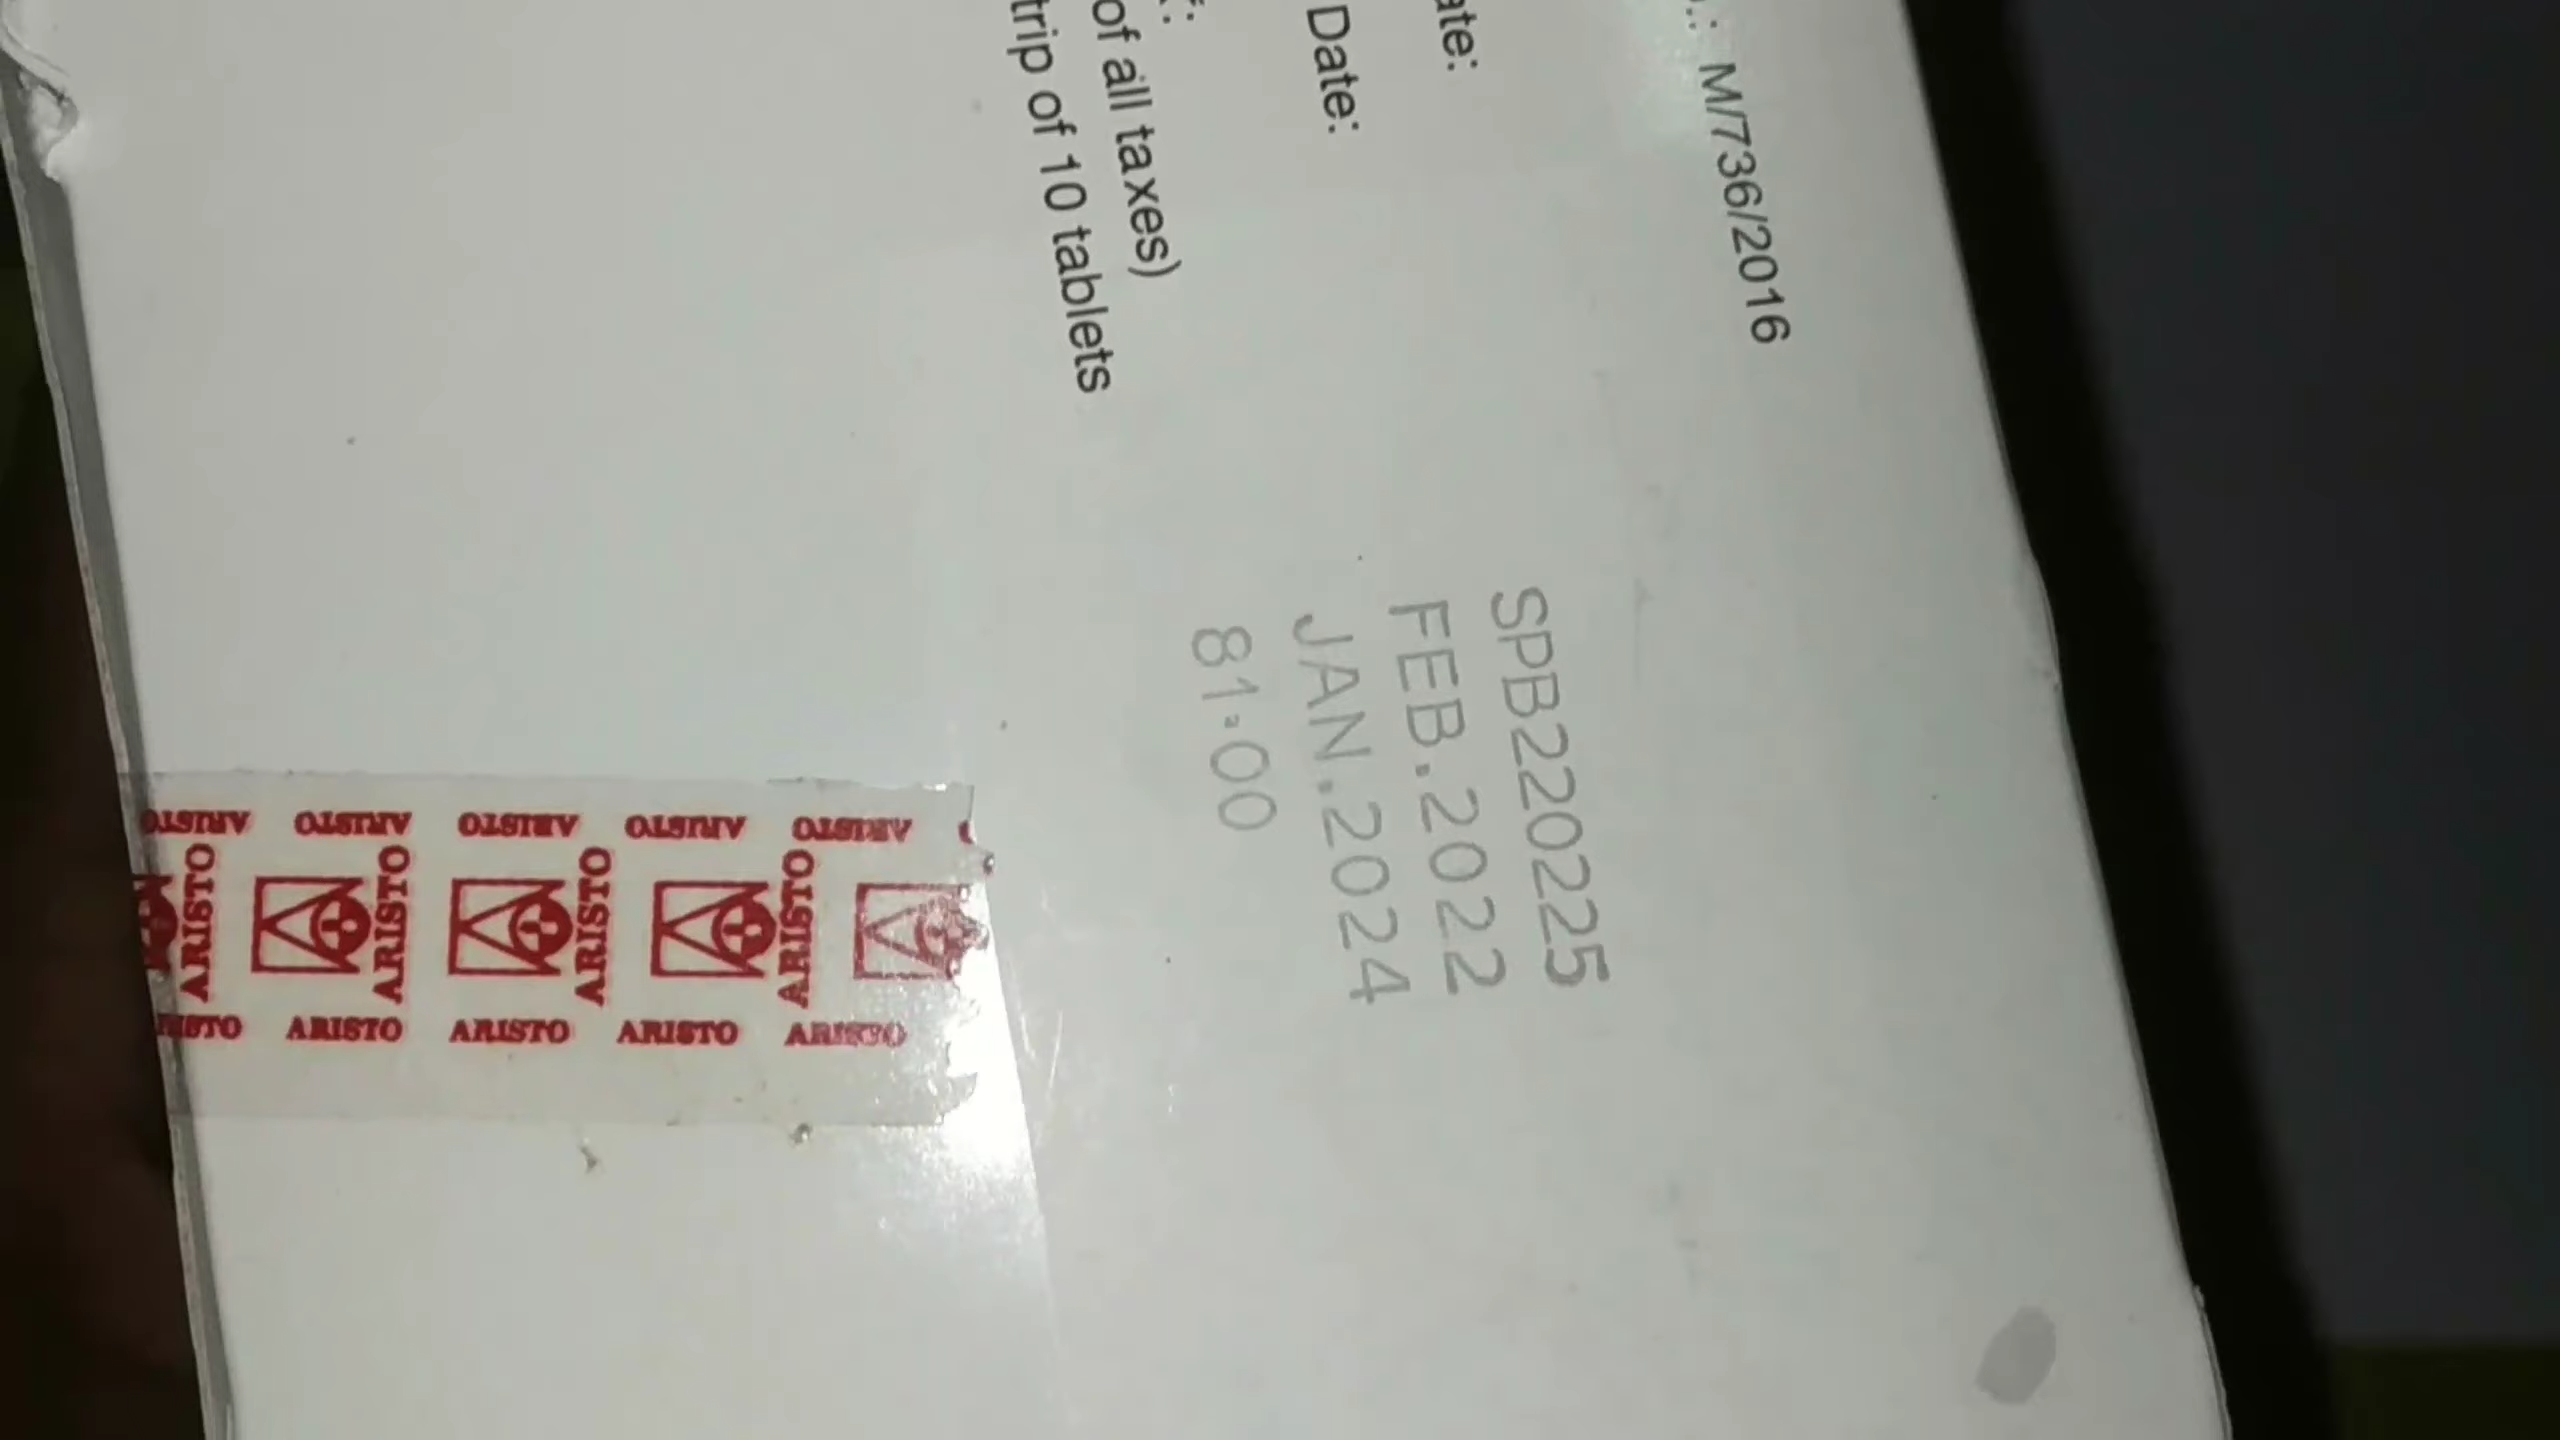 M/736/2016
ate:
Date:
of all taxes)
trip of 10 tablets
SPB220225
FEB.2022
JAN.2024
81.00
ARISTO ARISTO ARISTO ARISTO ARISTO
ARISTO ARISTO ARISTO ARISTO
ARISTO ARISTO ARISTO ARISTO